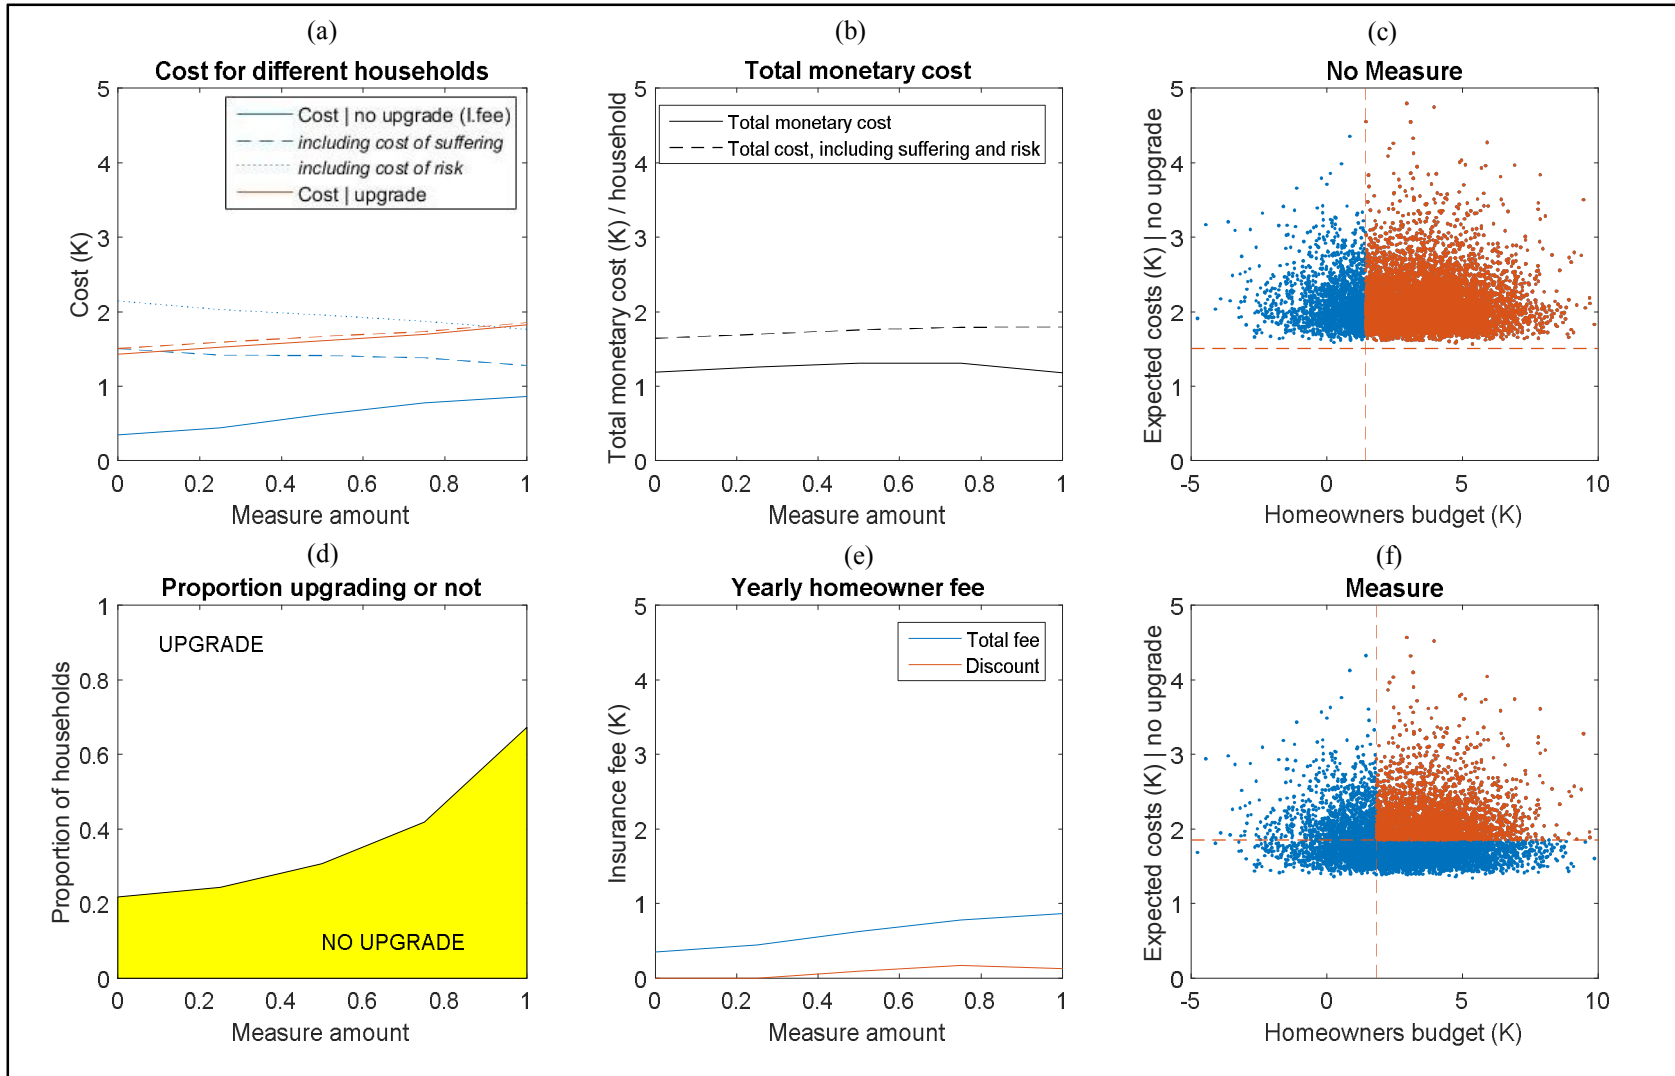 (a)
Cost for different households
Cost | no upgrade (I.fee)
including cost of suffering
including cost of risk
Cost | upgrade
Cost (K)
5
4
3
2
1
0
0
0.2
0.4
0.6
0.8
1
Measure amount
(b)
Total monetary cost
Total monetary cost
Total cost, including suffering and risk
Total monetary cost (K) / household
5
4
3
2
1
0
0
0.2
0.4
0.6
0.8
1
Measure amount
(c)
No Measure
Expected costs (K) | no upgrade
5
4
3
2
1
0
-5
0
5
10
Homeowners budget (K)
(d)
Proportion upgrading or not
UPGRADE
NO UPGRADE
Proportion of households
1
0.8
0.6
0.4
0.2
0
0
0.2
0.4
0.6
0.8
1
Measure amount
(e)
Yearly homeowner fee
Total fee
Discount
Insurance fee (K)
5
4
3
2
1
0
0
0.2
0.4
0.6
0.8
1
Measure amount
(f)
Measure
Expected costs (K) | no upgrade
5
4
3
2
1
0
-5
0
5
10
Homeowners budget (K)